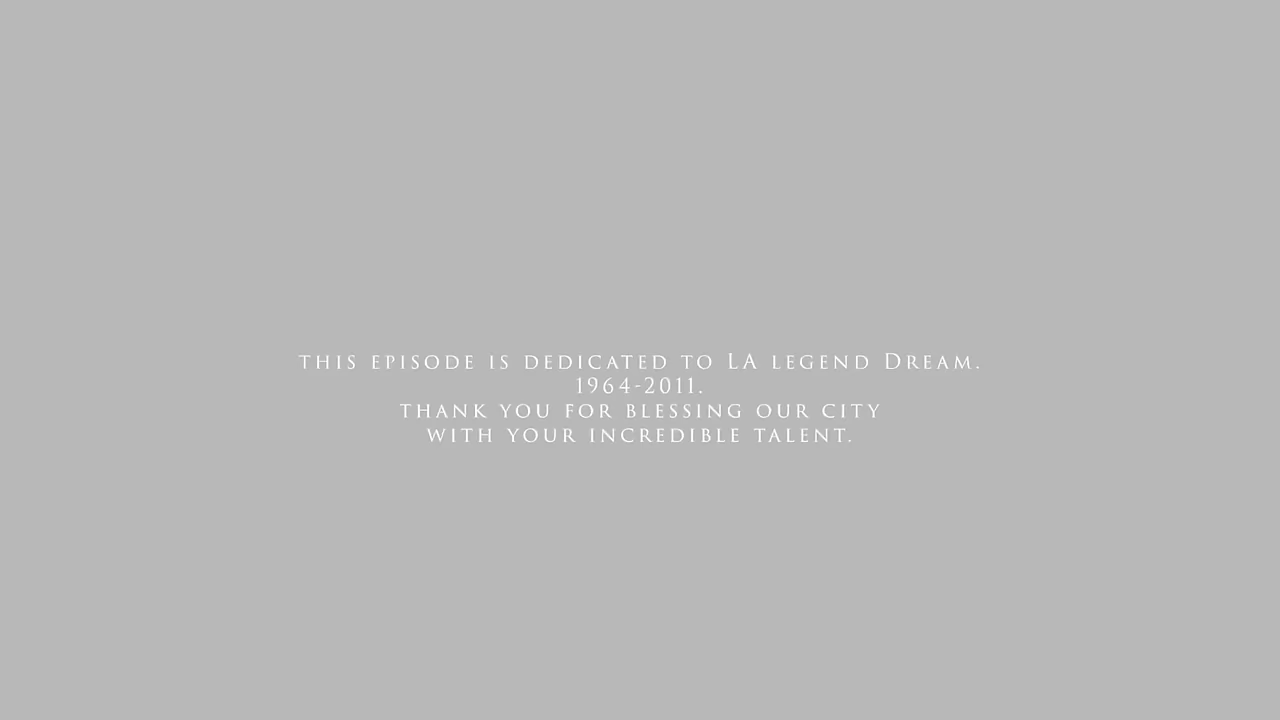 THIS EPISODE IS DEDICATED TO LA LEGEND DREAM.
1964-2011.
THANK YOU FOR BLESSING OUR CITY
WITH YOUR INCREDIBLE TALENT.